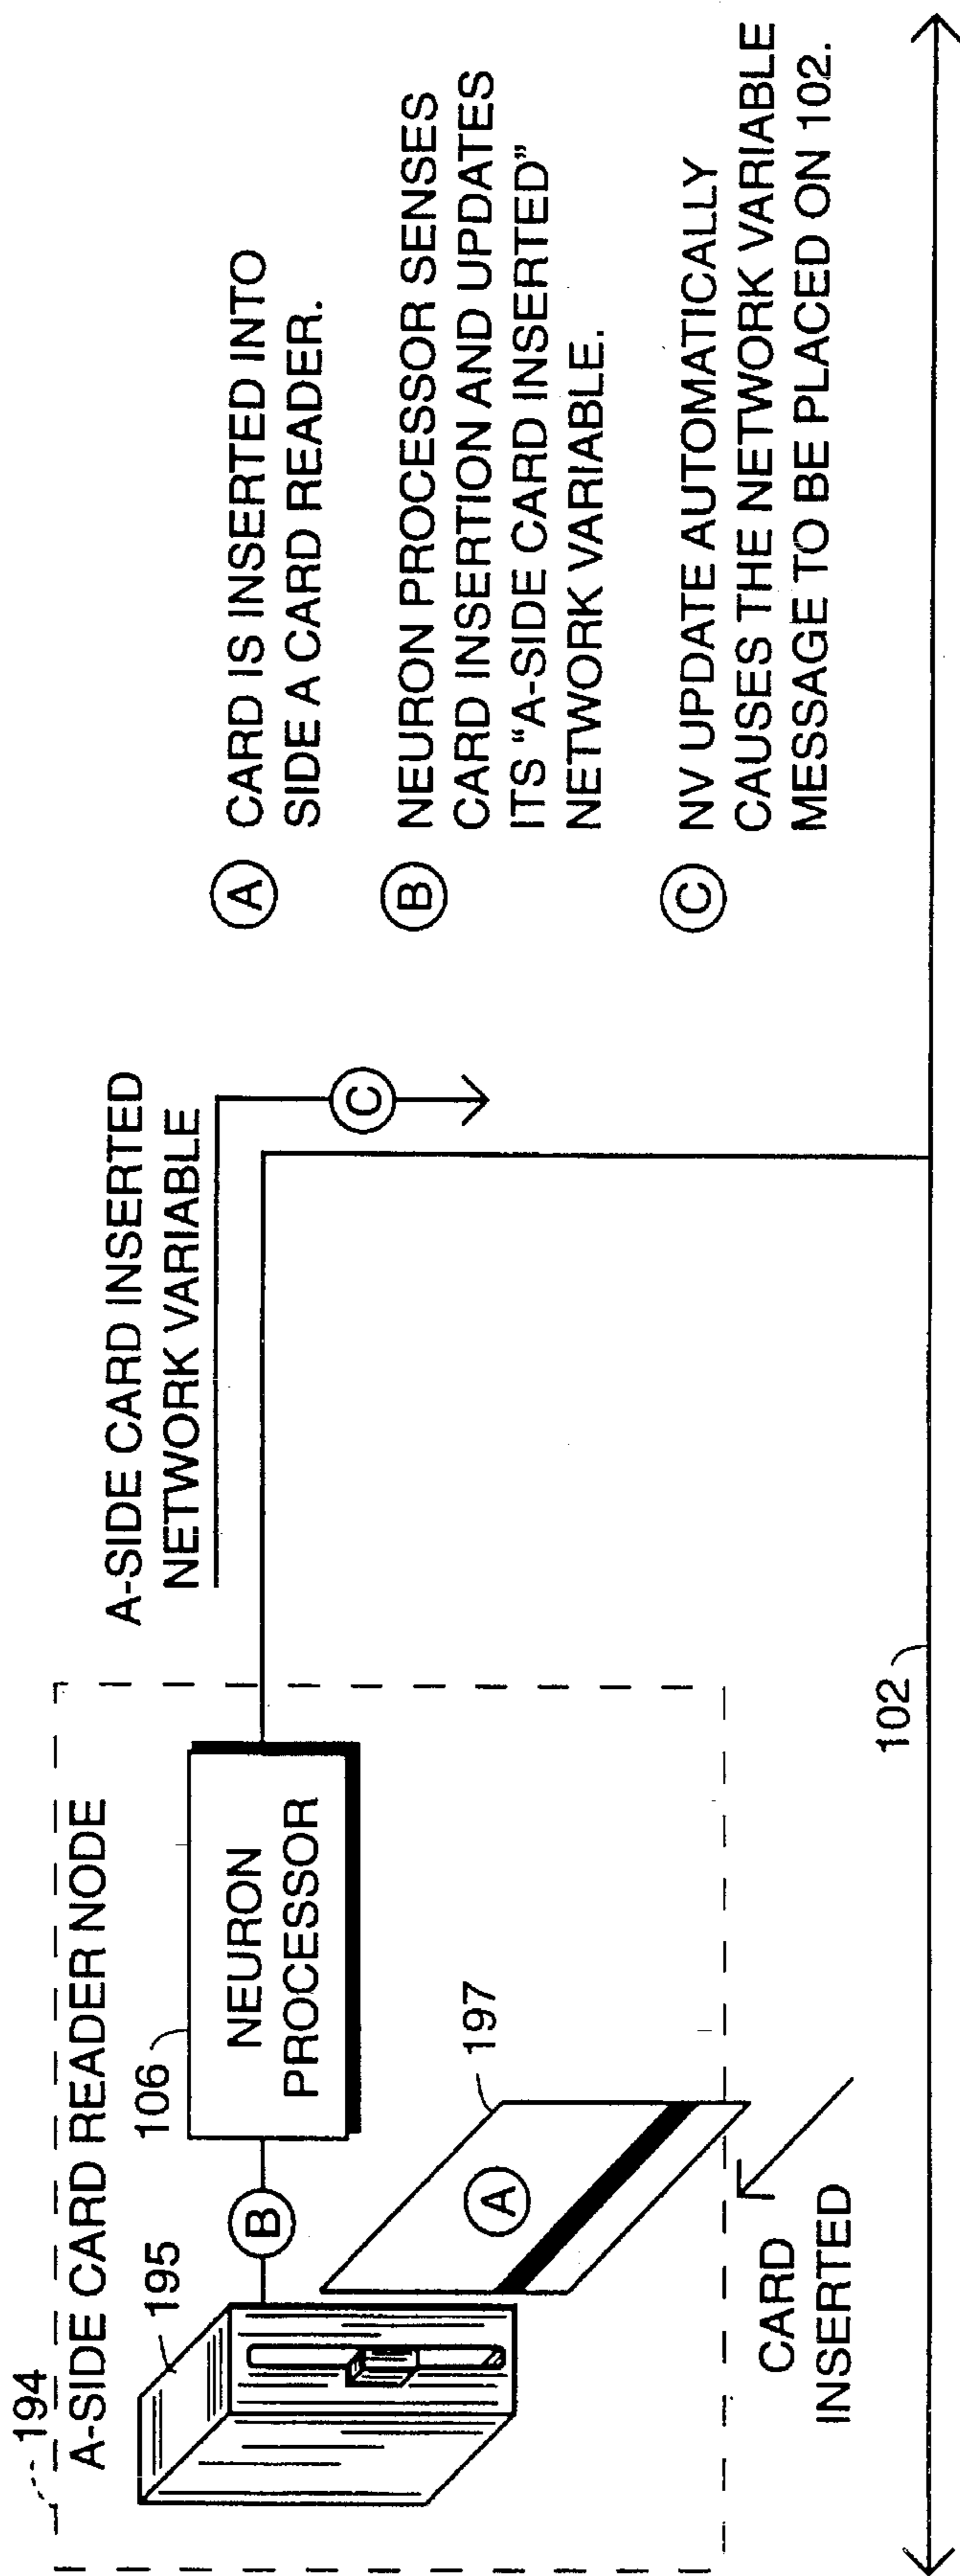 194
A-SIDE CARD READER NODE
195
B
106
NEURON
PROCESSOR
A
197
CARD
INSERTED
A-SIDE CARD INSERTED
NETWORK VARIABLE
C
102
A CARD IS INSERTED INTO
SIDE A CARD READER.
B NEURON PROCESSOR SENSES
CARD INSERTION AND UPDATES
ITS “A-SIDE CARD INSERTED”
NETWORK VARIABLE.
C NV UPDATE AUTOMATICALLY
CAUSES THE NETWORK VARIABLE
MESSAGE TO BE PLACED ON 102.